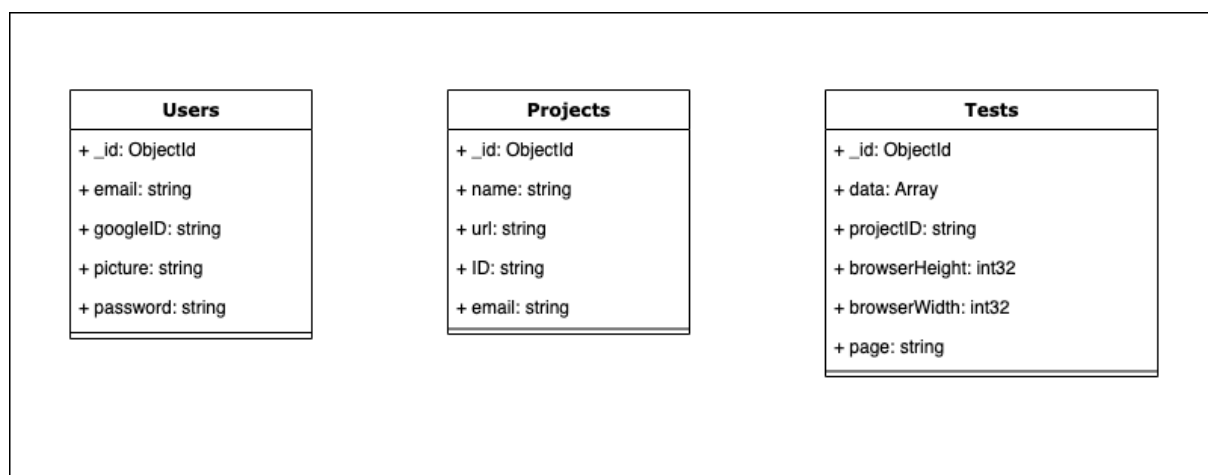 Users
+ _id: ObjectId
+ email: string
+ googleID: string
+ picture: string
+ password: string
Projects
+ _id: ObjectId
+ name: string
+ url: string
+ ID: string
+ email: string
Tests
+ _id: ObjectId
+ data: Array
+ projectID: string
+ browserHeight: int32
+ browserWidth: int32
+ page: string